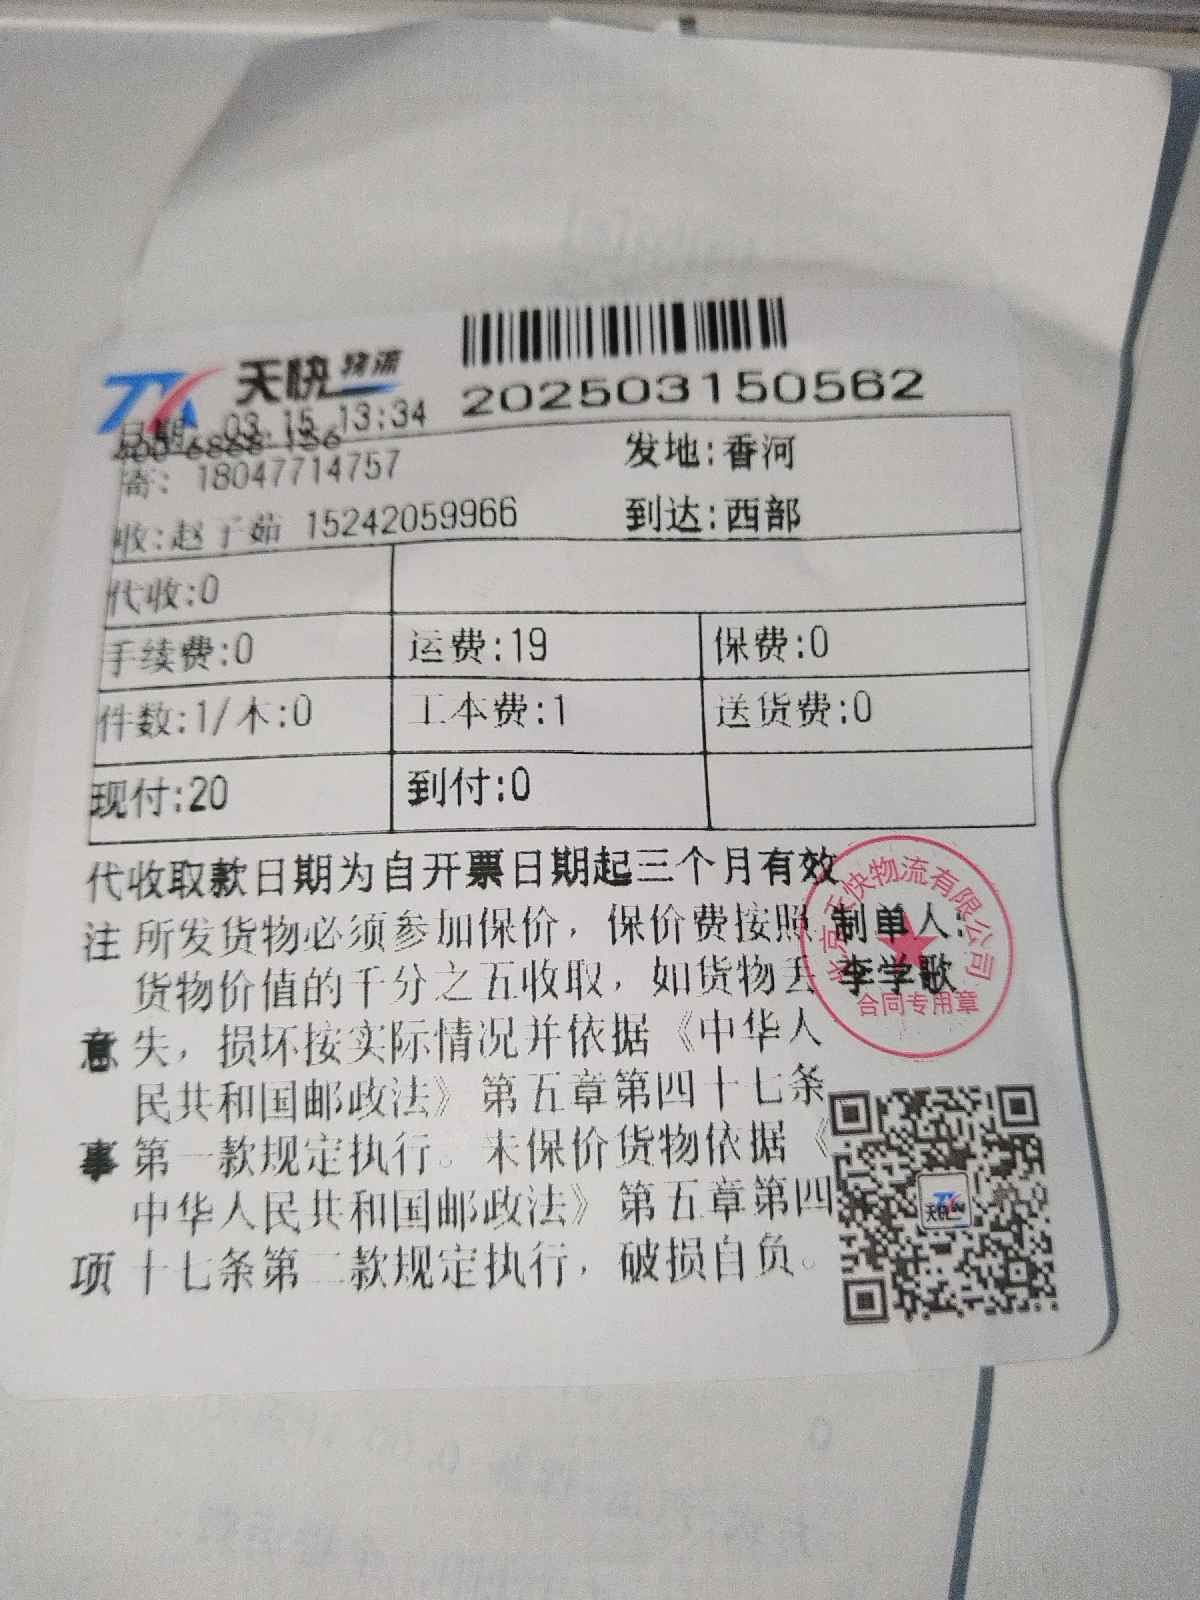 天快物流
202503150562
日期 03.15 13:34
400-6868-156
寄: 18047714757
发地:香河
收:赵子茹 15242059966
到达:西部
代收:0
手续费:0 运费:19 保费:0
件数:1/木:0 工本费:1 送货费:0
现付:20 到付:0
代收取款日期为自开票日期起三个月有效
注意事项
所发货物必须参加保价，保价费按照
货物价值的千分之五收取，如货物丢
失，损坏按实际情况并依据《中华人
民共和国邮政法》第五章第四十七条
第一款规定执行。未保价货物依据《
中华人民共和国邮政法》第五章第四
十七条第二款规定执行，破损自负。
制单人:
李学歌
天快物流有限公司
合同专用章
天快